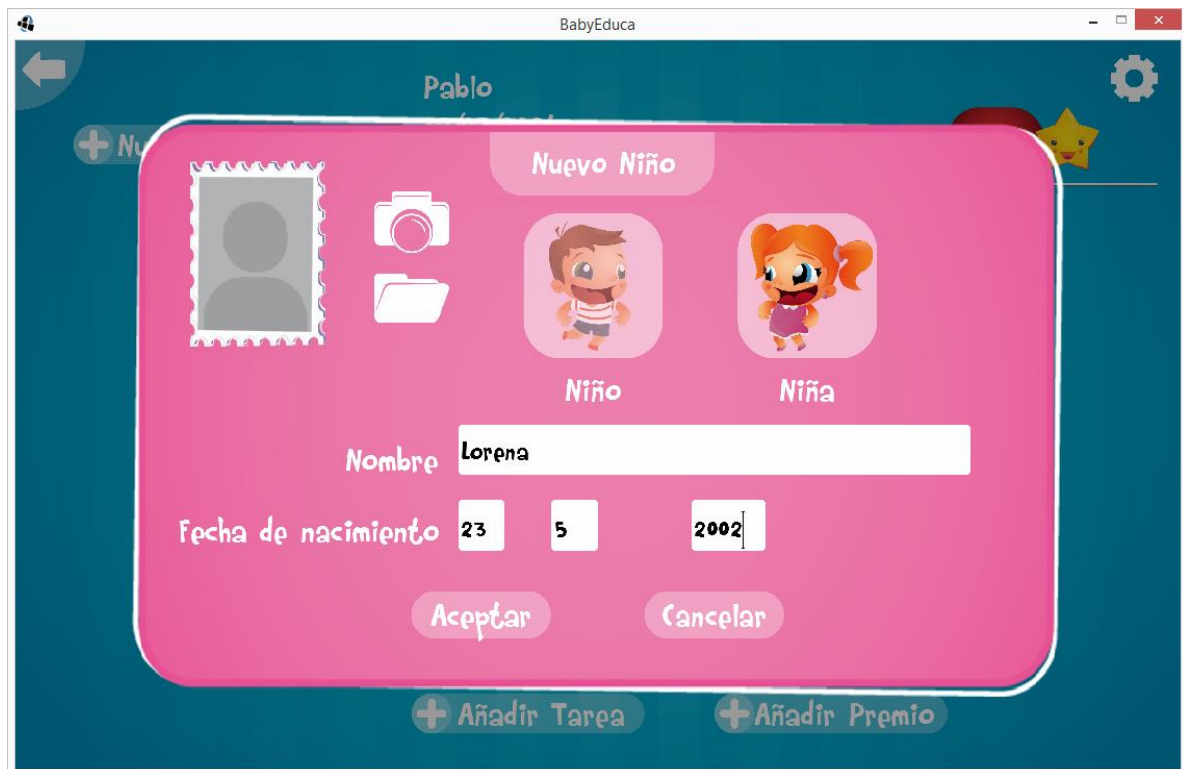 BabyEduca
Pablo
Nu
Nuevo Niño
Niño
Niña
Nombre
Lorena
Fecha de nacimiento
23
5
2002
Aceptar
Cancelar
Añadir Tarea
Añadir Premio